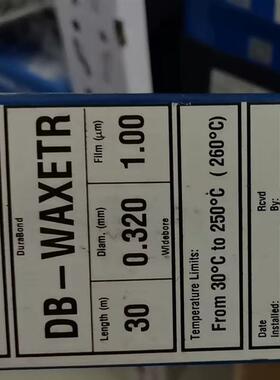 DuraBond
DB-WAXETR
Length (m) Diam. (mm) Film (µm)
30 0.320 1.00
Widebore
Temperature Limits:
From 30°C to 250°C (260°C)
Rcvd
By:
Date
Installed: